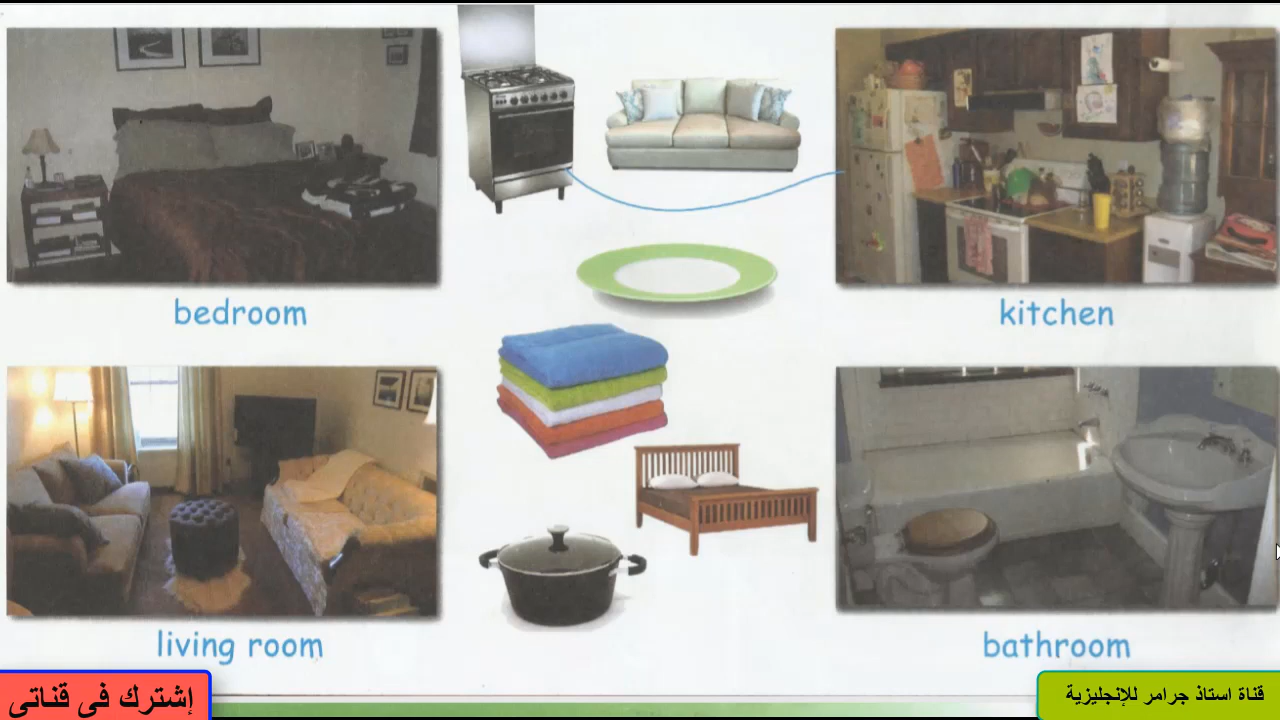 bedroom
kitchen
living room
bathroom
إشترك فى قناتى
قناة استاذ جرامر للإنجليزية